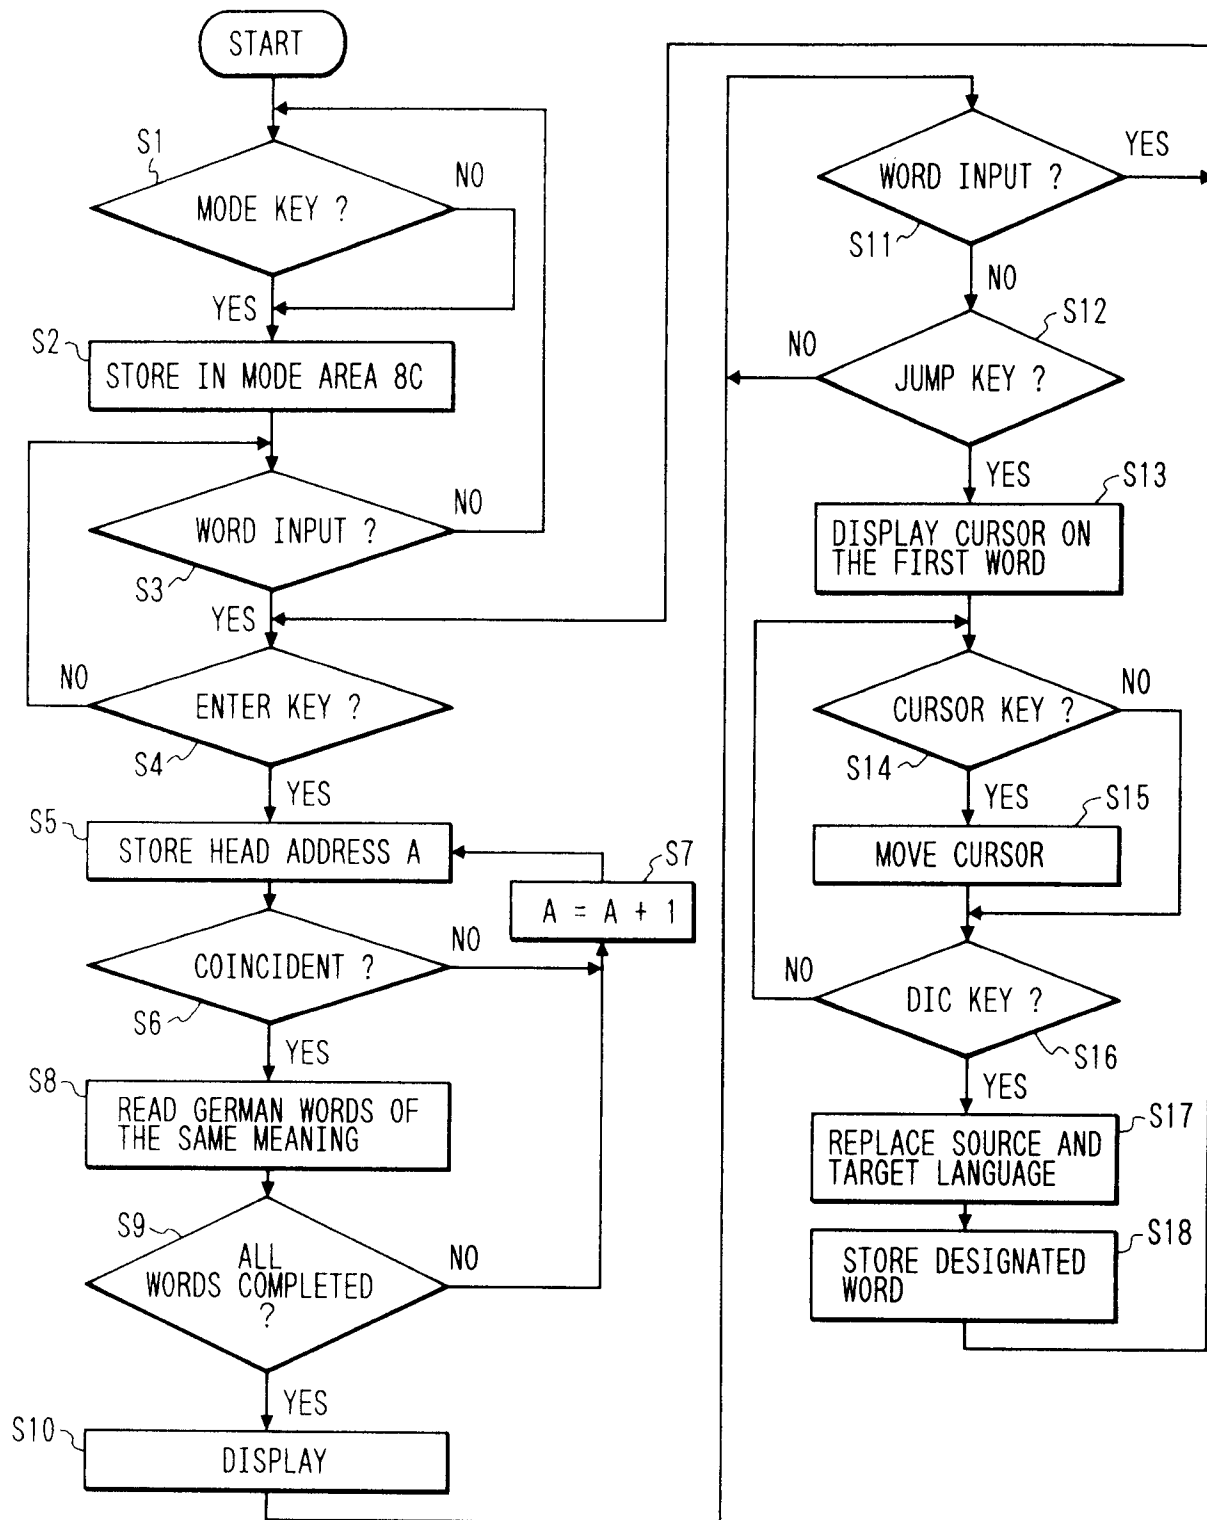 START
S1
MODE KEY ?
NO
YES
S2
STORE IN MODE AREA 8C
WORD INPUT ?
NO
S3
YES
NO
ENTER KEY ?
S4
YES
S5
STORE HEAD ADDRESS A
S7
A = A + 1
COINCIDENT ?
NO
S6
YES
S8
READ GERMAN WORDS OF
THE SAME MEANING
S9
ALL
WORDS COMPLETED
?
NO
YES
S10
DISPLAY
WORD INPUT ?
YES
S11
NO
S12
NO
JUMP KEY ?
YES
S13
DISPLAY CURSOR ON
THE FIRST WORD
CURSOR KEY ?
NO
S14
YES
S15
MOVE CURSOR
NO
DIC KEY ?
S16
YES
S17
REPLACE SOURCE AND
TARGET LANGUAGE
S18
STORE DESIGNATED
WORD